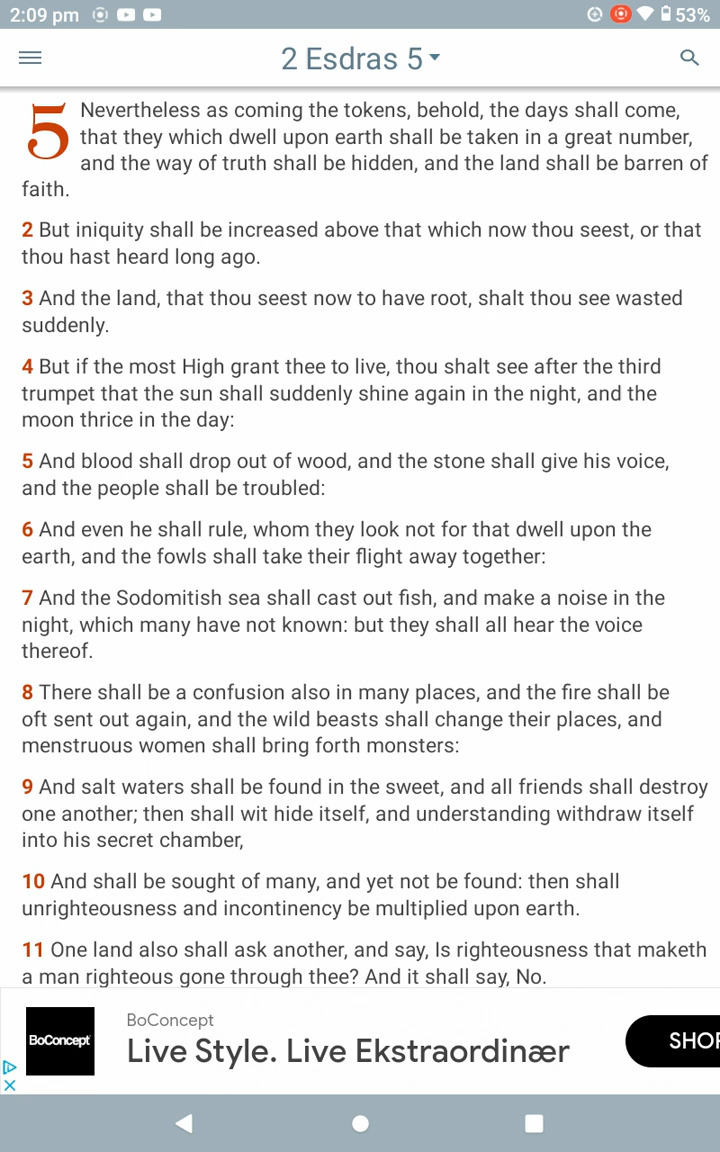 2:09 pm
53%
2 Esdras 5
5 Nevertheless as coming the tokens, behold, the days shall come,
that they which dwell upon earth shall be taken in a great number,
and the way of truth shall be hidden, and the land shall be barren of
faith.
2 But iniquity shall be increased above that which now thou seest, or that
thou hast heard long ago.
3 And the land, that thou seest now to have root, shalt thou see wasted
suddenly.
4 But if the most High grant thee to live, thou shalt see after the third
trumpet that the sun shall suddenly shine again in the night, and the
moon thrice in the day:
5 And blood shall drop out of wood, and the stone shall give his voice,
and the people shall be troubled:
6 And even he shall rule, whom they look not for that dwell upon the
earth, and the fowls shall take their flight away together:
7 And the Sodomitish sea shall cast out fish, and make a noise in the
night, which many have not known: but they shall all hear the voice
thereof.
8 There shall be a confusion also in many places, and the fire shall be
oft sent out again, and the wild beasts shall change their places, and
menstruous women shall bring forth monsters:
9 And salt waters shall be found in the sweet, and all friends shall destroy
one another; then shall wit hide itself, and understanding withdraw itself
into his secret chamber,
10 And shall be sought of many, and yet not be found: then shall
unrighteousness and incontinency be multiplied upon earth.
11 One land also shall ask another, and say, Is righteousness that maketh
a man righteous gone through thee? And it shall say, No.
BoConcept
BoConcept
Live Style. Live Ekstraordinær
SHOP